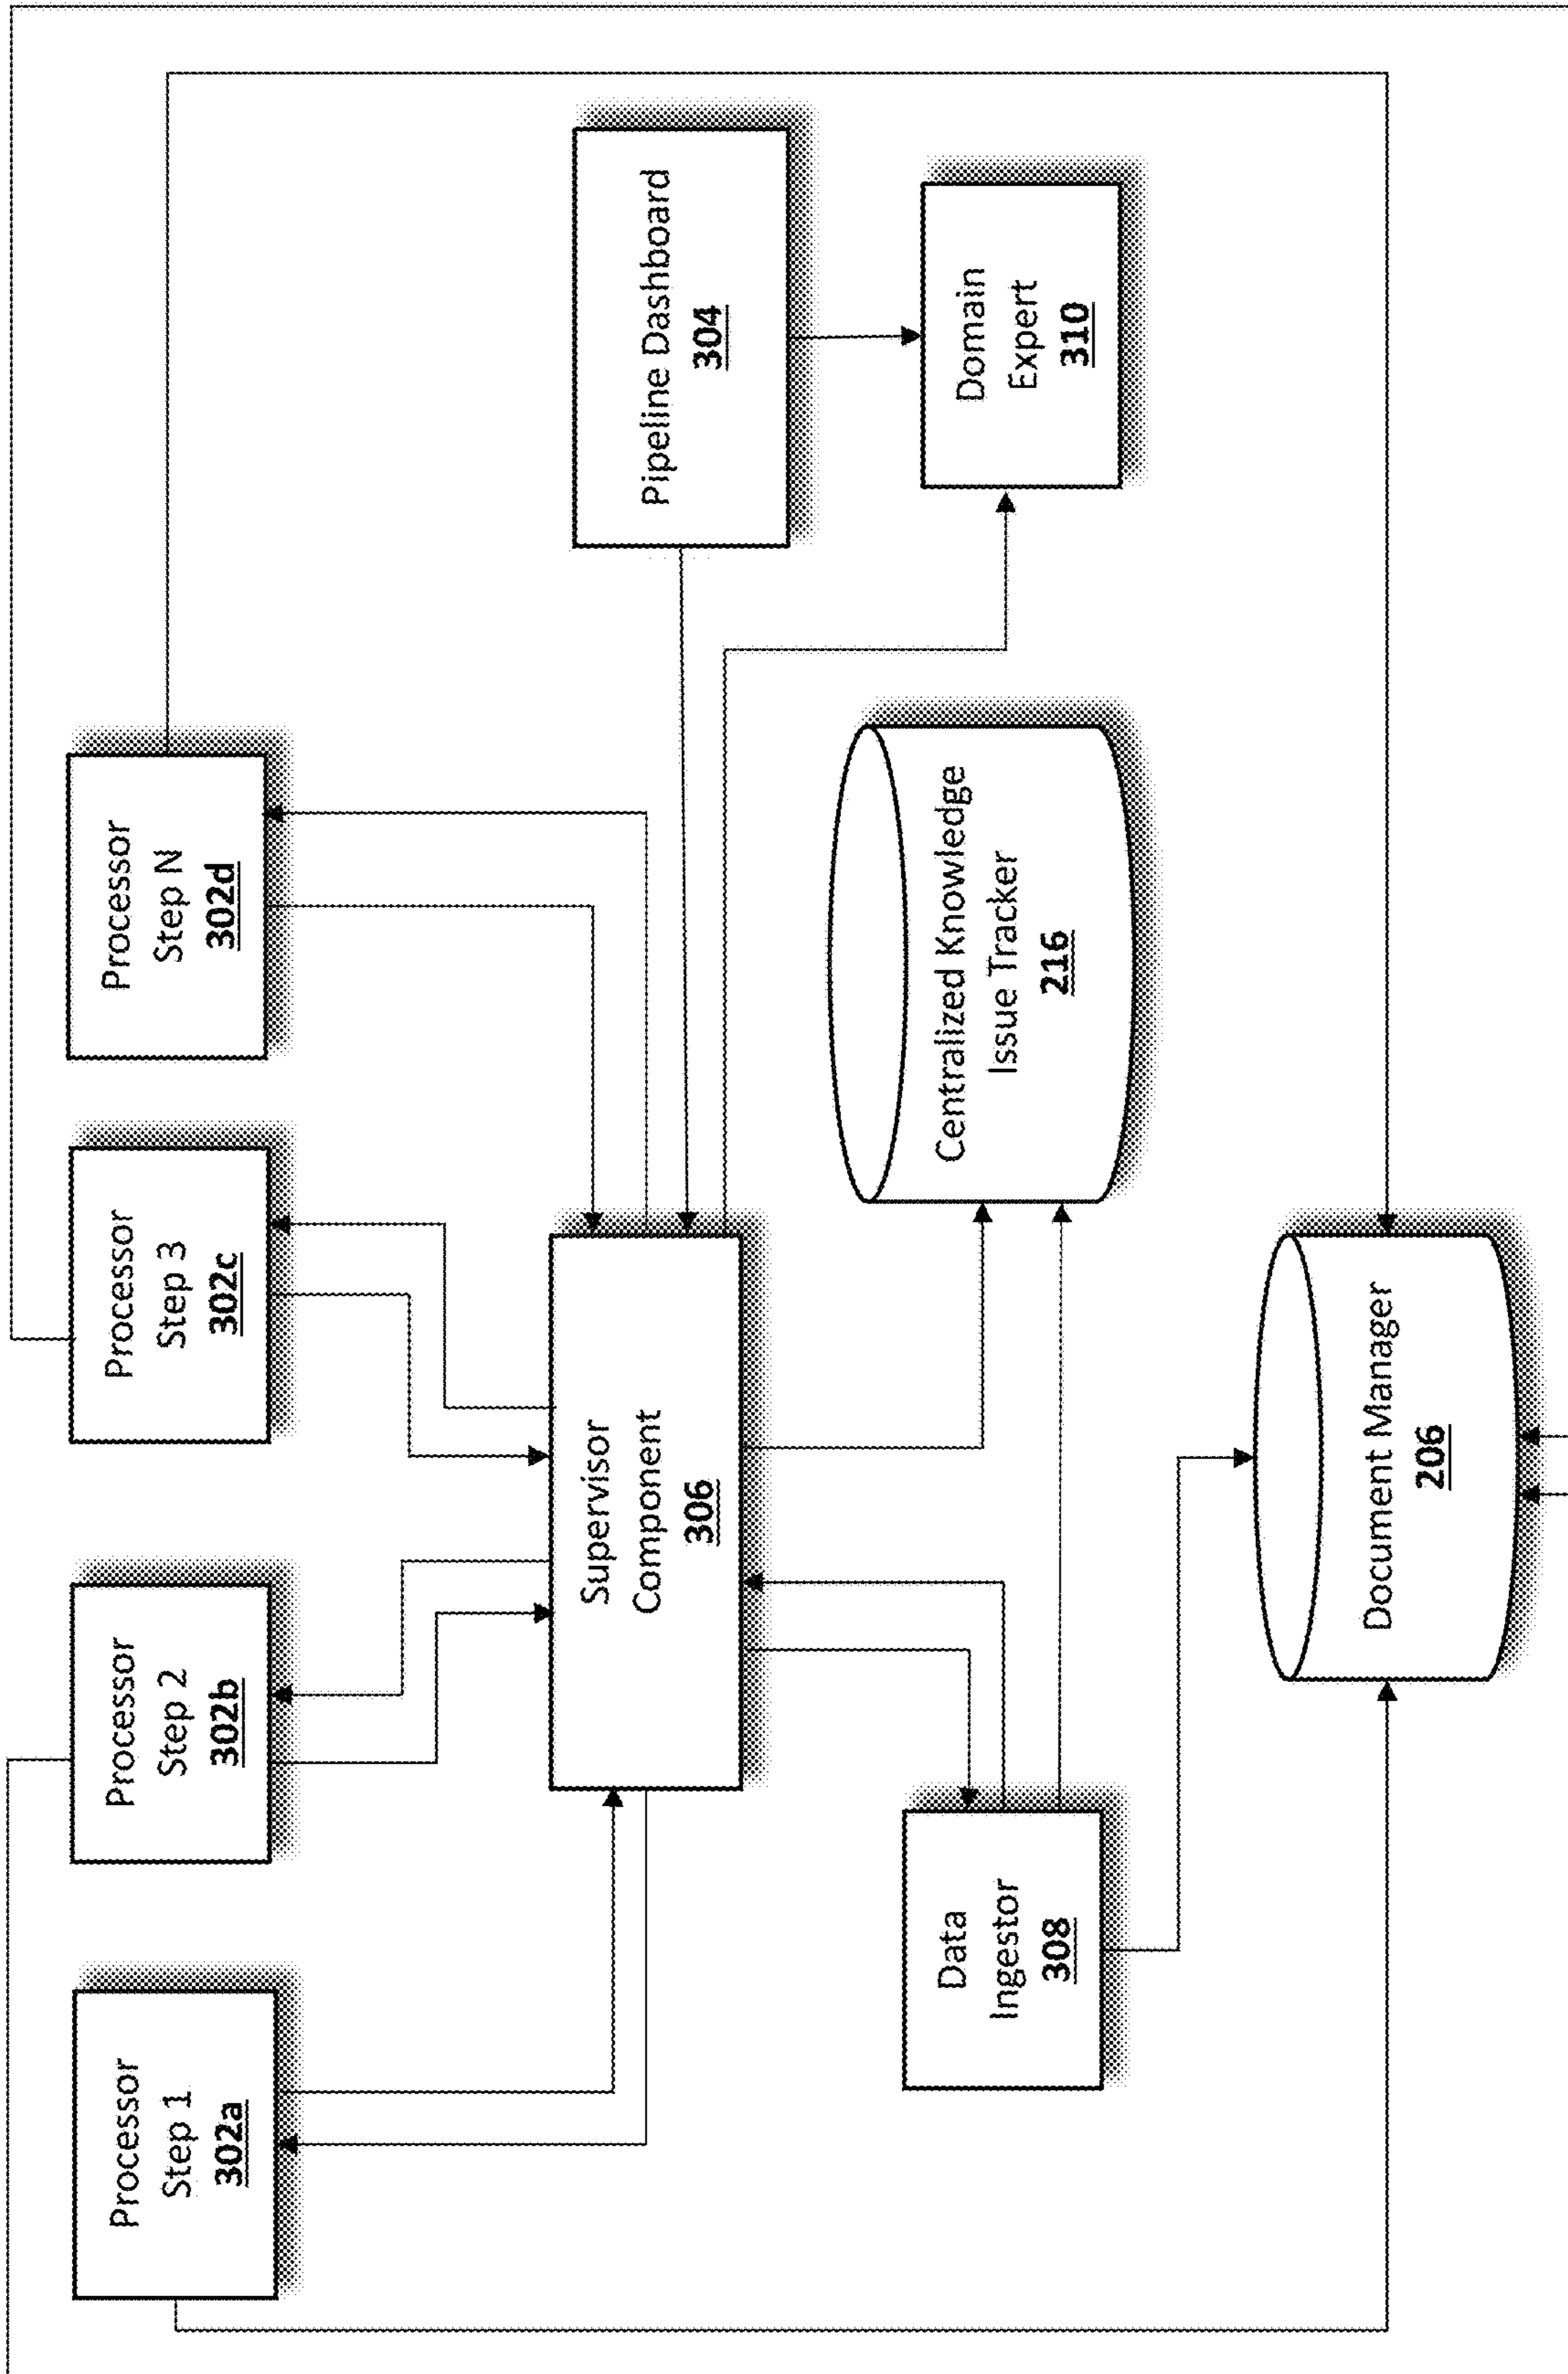 Processor
Step 1
302a
Processor
Step 2
302b
Processor
Step 3
302c
Processor
Step N
302d
Supervisor
Component
306
Pipeline Dashboard
304
Data
Ingestor
308
Centralized Knowledge
Issue Tracker
216
Domain
Expert
310
Document Manager
206